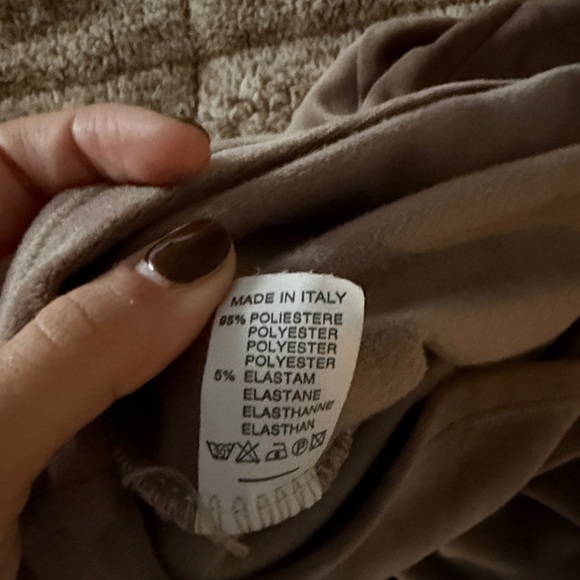 MADE IN ITALY
95% POLIESTERE
POLYESTER
POLYESTER
POLYESTER
5% ELASTAM
ELASTANE
ELASTHANNE
ELASTHAN